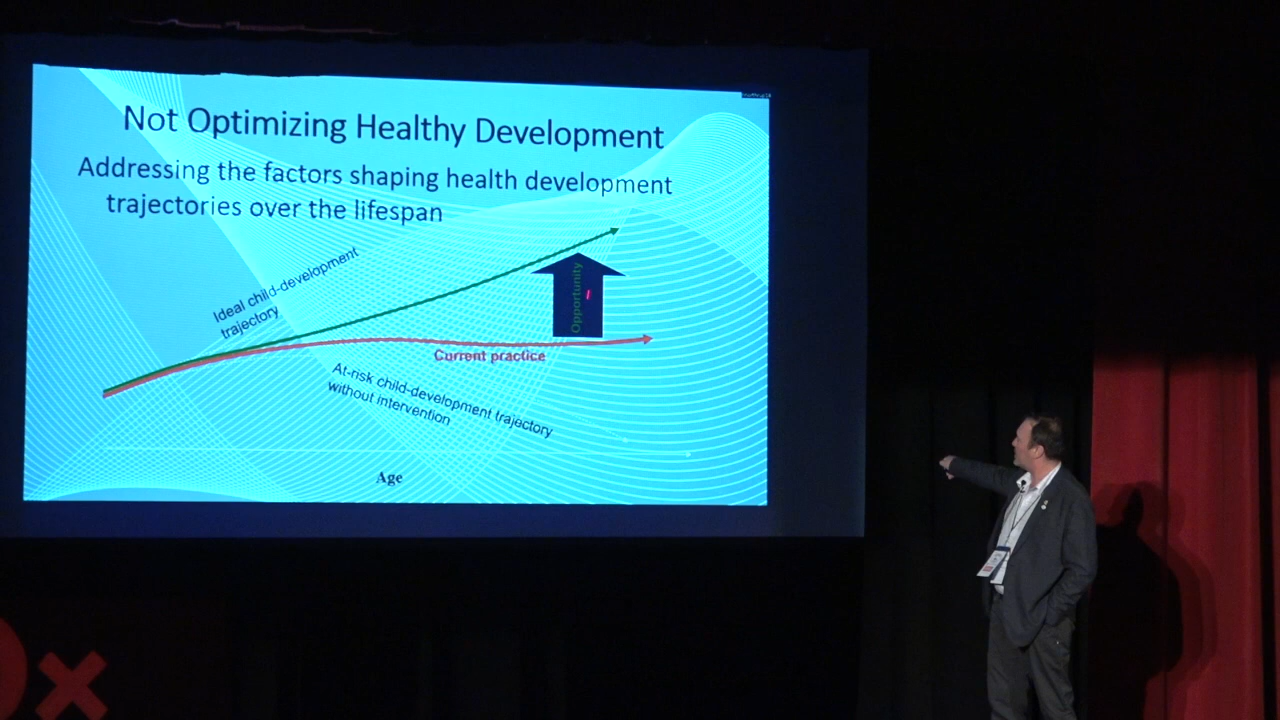 Not Optimizing Healthy Development
Addressing the factors shaping health development
trajectories over the lifespan
Ideal child-development
trajectory
Opportunity
Current practice
At-risk child-development trajectory
without intervention
Age
x